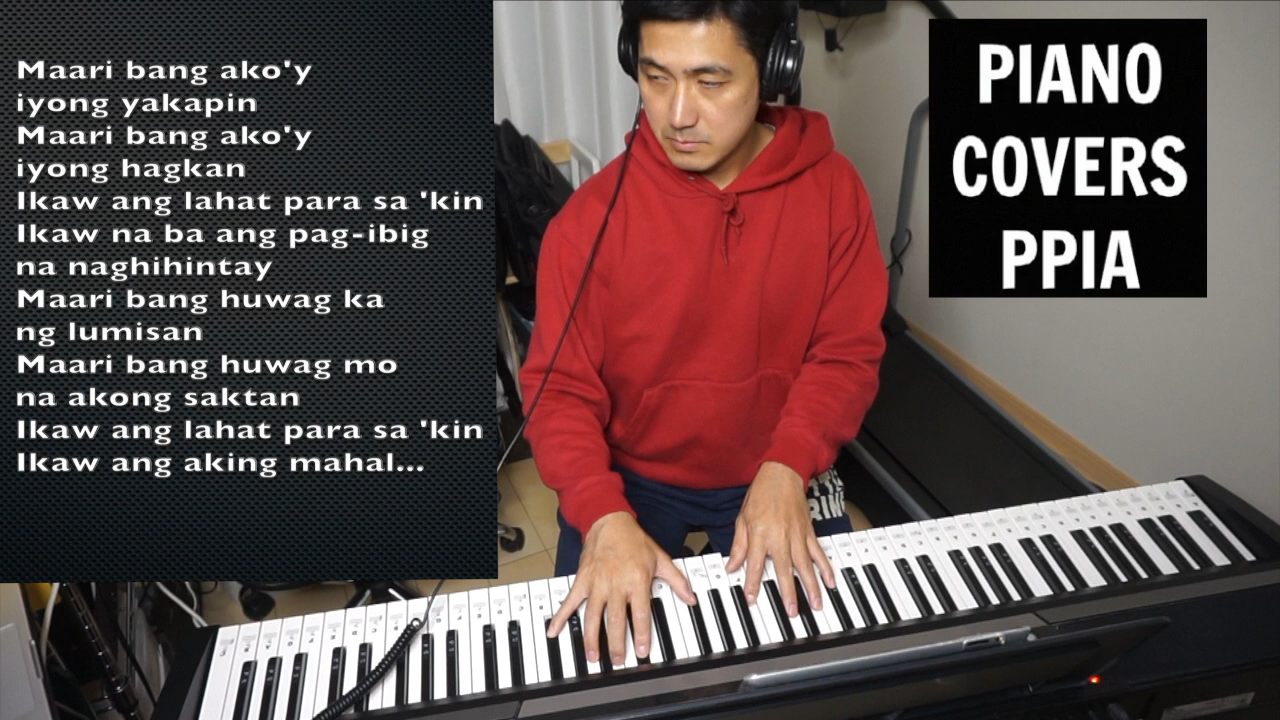 Maari bang ako'y
iyong yakapin
Maari bang ako'y
iyong hagkan
Ikaw ang lahat para sa 'kin
Ikaw na ba ang pag-ibig
na naghihintay
Maari bang huwag ka
ng lumisan
Maari bang huwag mo
na akong saktan
Ikaw ang lahat para sa 'kin
Ikaw ang aking mahal...
PIANO
COVERS
PPIA